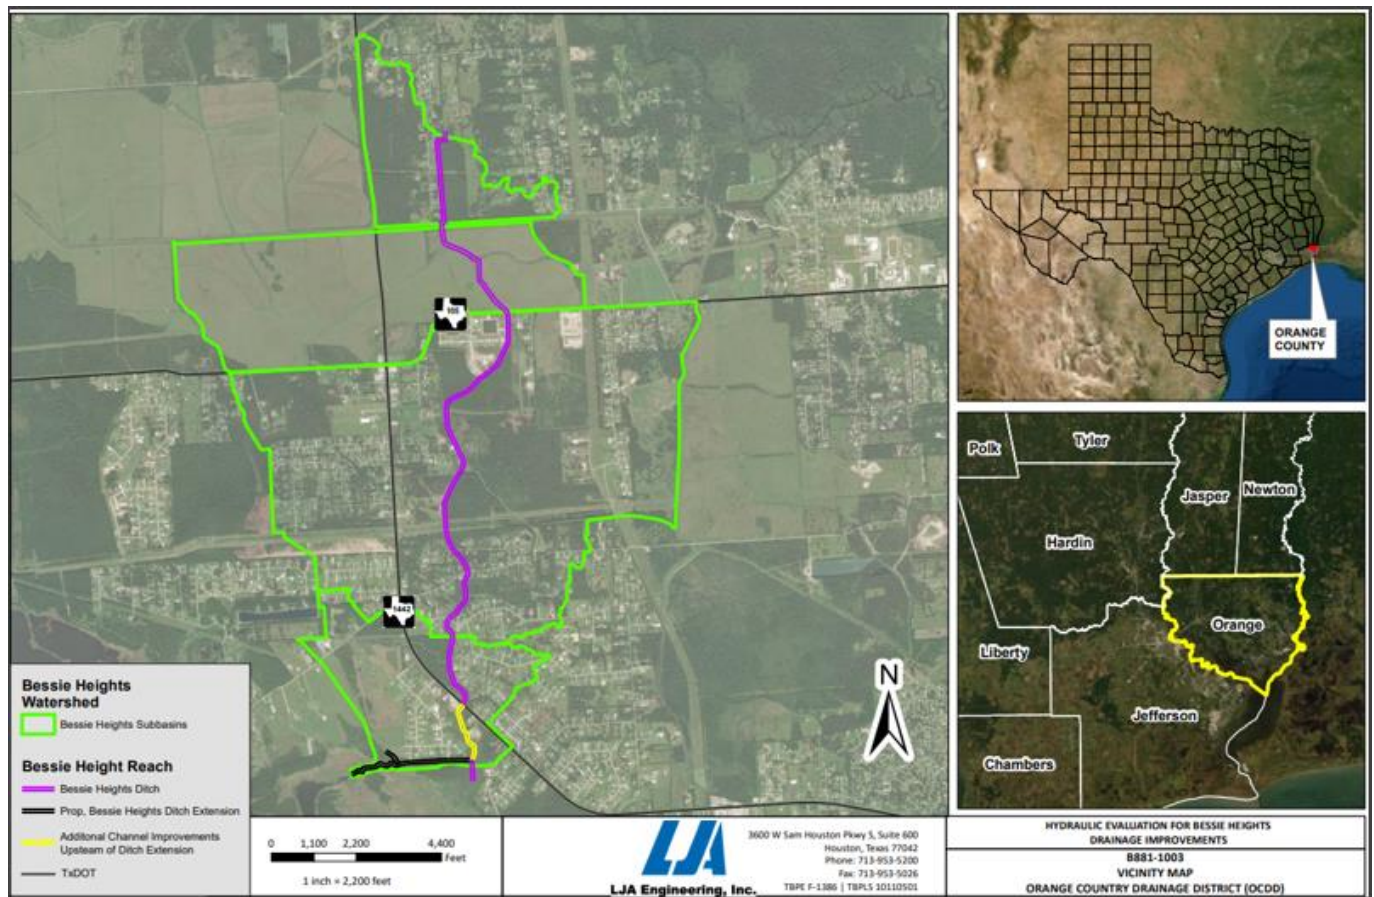 105
1442
N
Bessie Heights
Watershed
Bessie Heights Subbasins
Bessie Height Reach
Bessie Heights Ditch
Prop. Bessie Heights Ditch Extension
Additonal Channel Improvements
Upsteam of Ditch Extension
TxDOT
0 1,100 2,200 4,400
Feet
1 inch = 2,200 feet
LJA
LJA Engineering, Inc.
3600 W Sam Houston Pkwy S, Suite 600
Houston, Texas 77042
Phone: 713-953-5200
Fax: 713-953-5026
TBPE F-1386 | TBPLS 10110501
ORANGE
COUNTY
Polk
Tyler
Jasper
Newton
Hardin
Orange
Liberty
Jefferson
Chambers
HYDRAULIC EVALUATION FOR BESSIE HEIGHTS
DRAINAGE IMPROVEMENTS
B881-1003
VICINITY MAP
ORANGE COUNTRY DRAINAGE DISTRICT (OCDD)